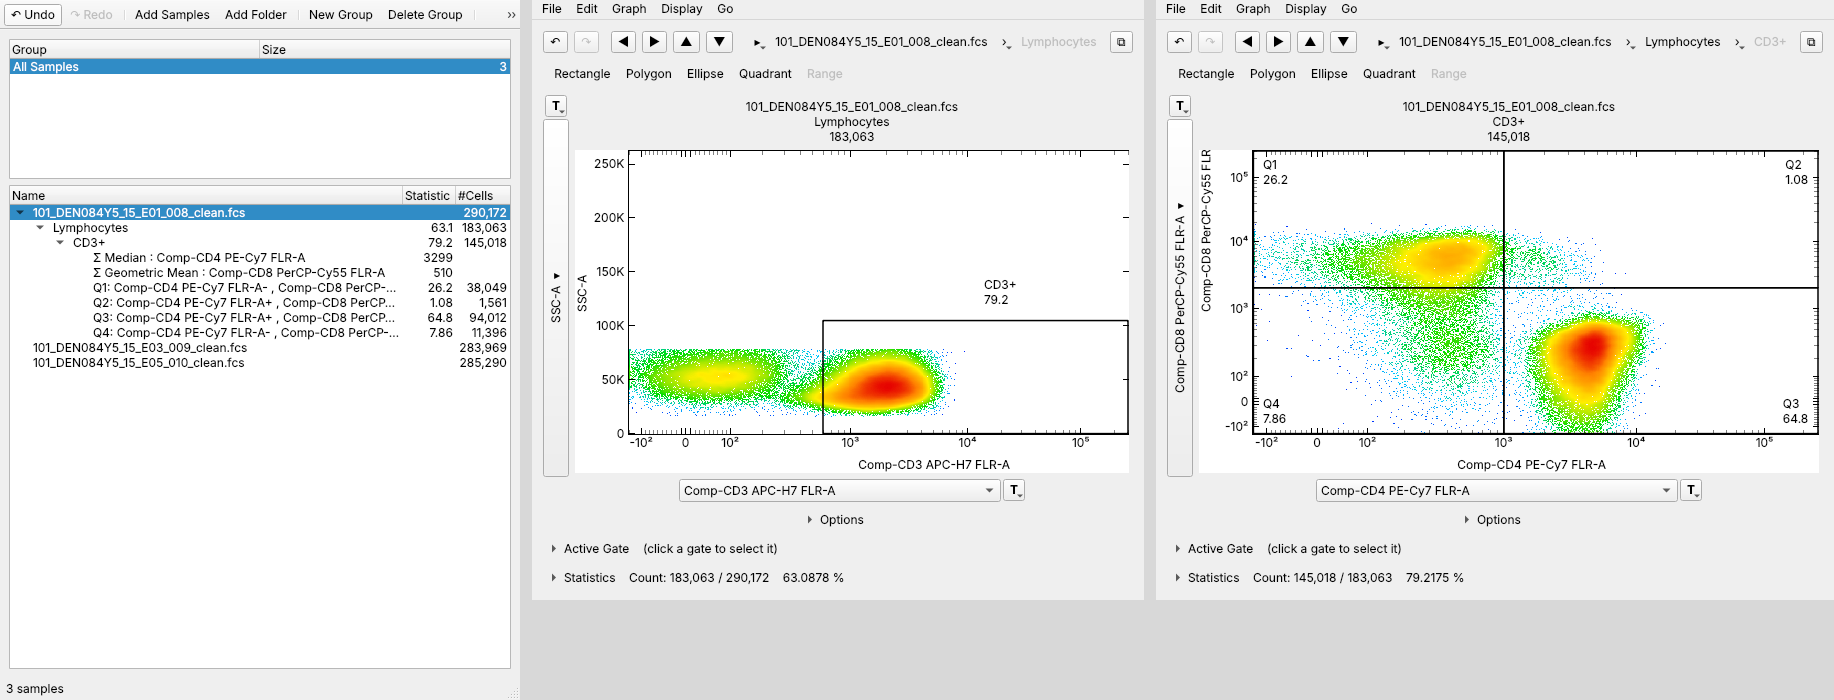 Undo Redo Add Samples Add Folder New Group Delete Group »
Group Size
All Samples 3
Name Statistic #Cells
101_DEN084Y5_15_E01_008_clean.fcs 290,172
Lymphocytes 63.1 183,063
CD3+ 79.2 145,018
Σ Median : Comp-CD4 PE-Cy7 FLR-A 3299
Σ Geometric Mean : Comp-CD8 PerCP-Cy55 FLR-A 510
Q1: Comp-CD4 PE-Cy7 FLR-A- , Comp-CD8 PerCP-Cy55 FLR... 26.2 38,049
Q2: Comp-CD4 PE-Cy7 FLR-A+ , Comp-CD8 PerCP... 1.08 1,561
Q3: Comp-CD4 PE-Cy7 FLR-A+ , Comp-CD8 PerCP... 64.8 94,012
Q4: Comp-CD4 PE-Cy7 FLR-A- , Comp-CD8 PerCP-... 7.86 11,396
101_DEN084Y5_15_E03_009_clean.fcs 283,969
101_DEN084Y5_15_E05_010_clean.fcs 285,290
3 samples
File Edit Graph Display Go
101_DEN084Y5_15_E01_008_clean.fcs Lymphocytes
Rectangle Polygon Ellipse Quadrant Range
T
101_DEN084Y5_15_E01_008_clean.fcs
Lymphocytes
183,063
SSC-A
SSC-A
250K
200K
150K
100K
50K
0
CD3+
79.2
-10² 0 10² 10³ 10⁴ 10⁵
Comp-CD3 APC-H7 FLR-A
Comp-CD3 APC-H7 FLR-A T
Options
Active Gate (click a gate to select it)
Statistics Count: 183,063 / 290,172 63.0878 %
File Edit Graph Display Go
101_DEN084Y5_15_E01_008_clean.fcs Lymphocytes CD3+
Rectangle Polygon Ellipse Quadrant Range
T
101_DEN084Y5_15_E01_008_clean.fcs
CD3+
145,018
Comp-CD8 PerCP-Cy55 FLR-A
Comp-CD8 PerCP-Cy55 FLR
10⁵
10⁴
10³
10²
0
-10²
Q1
26.2
Q2
1.08
Q4
7.86
Q3
64.8
-10² 0 10² 10³ 10⁴ 10⁵
Comp-CD4 PE-Cy7 FLR-A
Comp-CD4 PE-Cy7 FLR-A T
Options
Active Gate (click a gate to select it)
Statistics Count: 145,018 / 183,063 79.2175 %